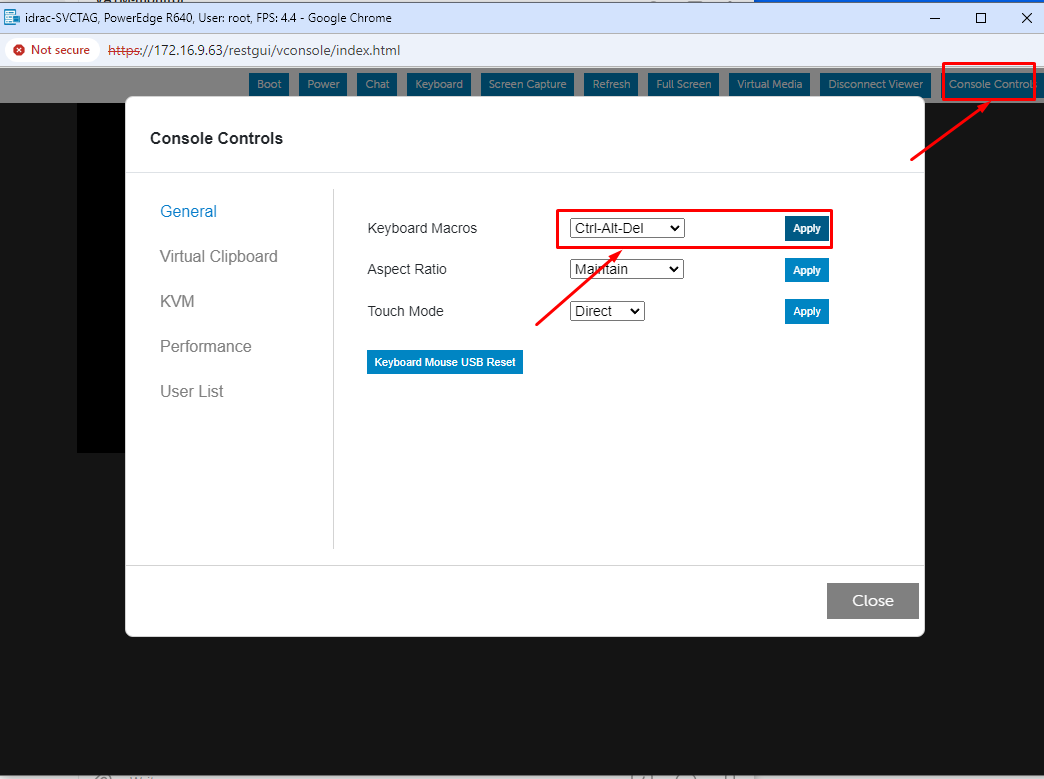 idrac-SVCTAG, PowerEdge R640, User: root, FPS: 4.4 - Google Chrome
Not secure https://172.16.9.63/restgui/vconsole/index.html
Boot Power Chat Keyboard Screen Capture Refresh Full Screen Virtual Media Disconnect Viewer Console Controls
Console Controls
General
Virtual Clipboard
KVM
Performance
User List
Keyboard Macros Ctrl-Alt-Del Apply
Aspect Ratio Maintain Apply
Touch Mode Direct Apply
Keyboard Mouse USB Reset
Close